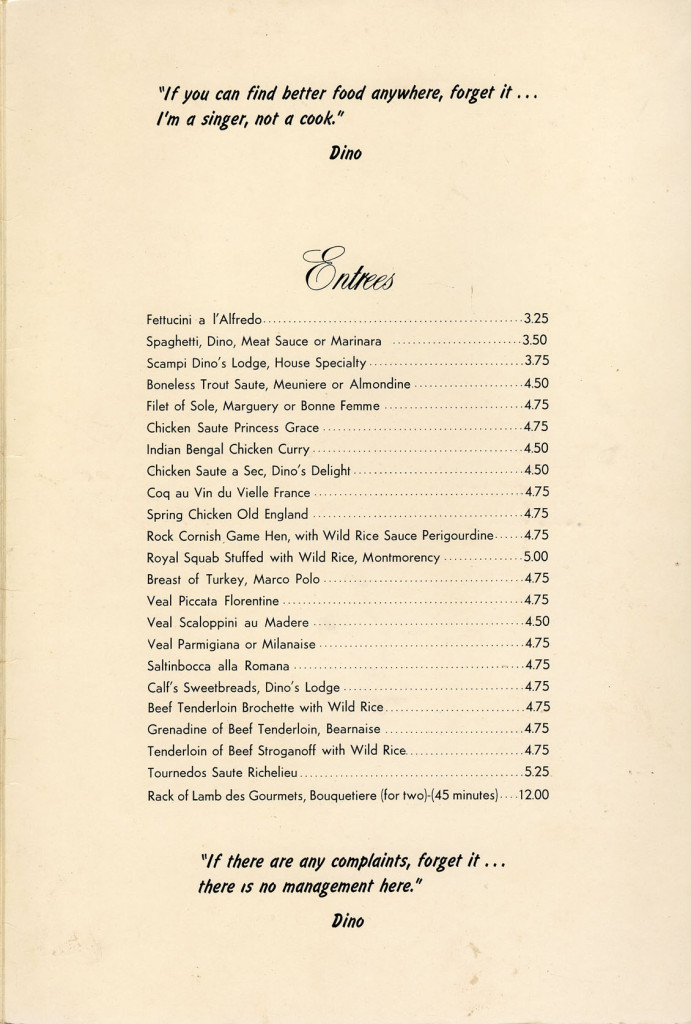 "If you can find better food anywhere, forget it ...
I'm a singer, not a cook."
Dino
Entrees
Fettucini a l'Alfredo 3.25
Spaghetti, Dino, Meat Sauce or Marinara 3.50
Scampi Dino's Lodge, House Specialty 3.75
Boneless Trout Saute, Meuniere or Almondine 4.50
Filet of Sole, Marguery or Bonne Femme 4.75
Chicken Saute Princess Grace 4.75
Indian Bengal Chicken Curry 4.50
Chicken Saute a Sec, Dino's Delight 4.50
Coq au Vin du Vielle France 4.75
Spring Chicken Old England 4.75
Rock Cornish Game Hen, with Wild Rice Sauce Perigourdine 4.75
Royal Squab Stuffed with Wild Rice, Montmorency 5.00
Breast of Turkey, Marco Polo 4.75
Veal Piccata Florentine 4.75
Veal Scaloppini au Madere 4.50
Veal Parmigiana or Milanaise 4.75
Saltinbocca alla Romana 4.75
Calf's Sweetbreads, Dino's Lodge 4.75
Beef Tenderloin Brochette with Wild Rice 4.75
Grenadine of Beef Tenderloin, Bearnaise 4.75
Tenderloin of Beef Stroganoff with Wild Rice 4.75
Tournedos Saute Richelieu 5.25
Rack of Lamb des Gourmets, Bouquetiere (for two)-(45 minutes) 12.00
"If there are any complaints, forget it ...
there is no management here."
Dino